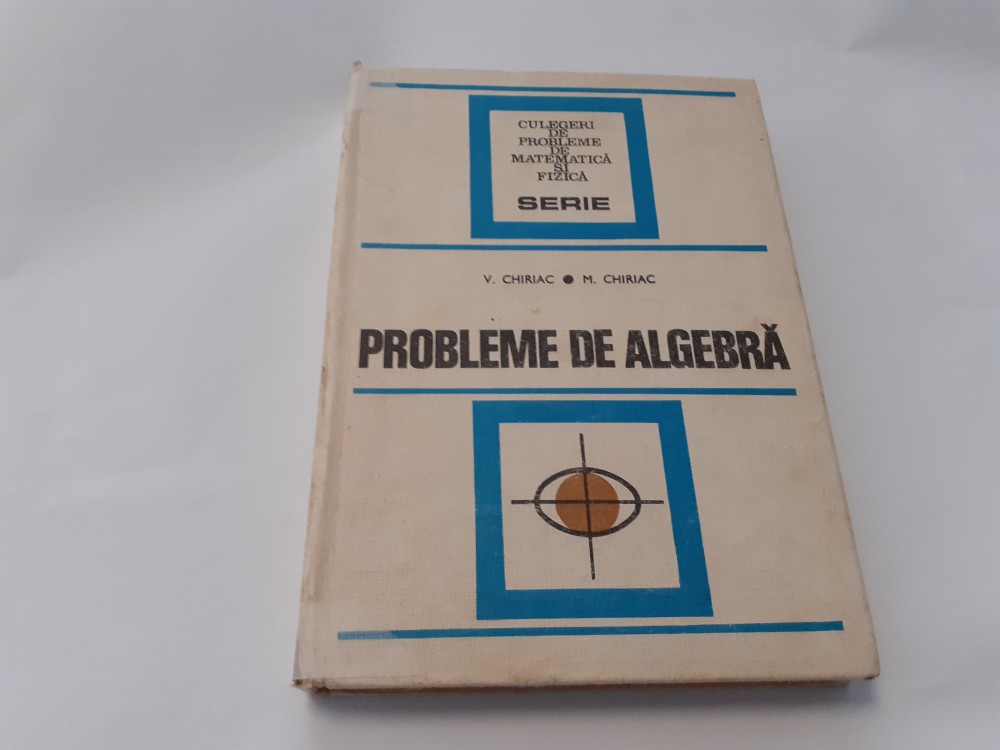 CULEGERI
DE
PROBLEME
DE
MATEMATICĂ
ȘI
FIZICĂ
SERIE
V. CHIRIAC ● M. CHIRIAC
PROBLEME DE ALGEBRĂ